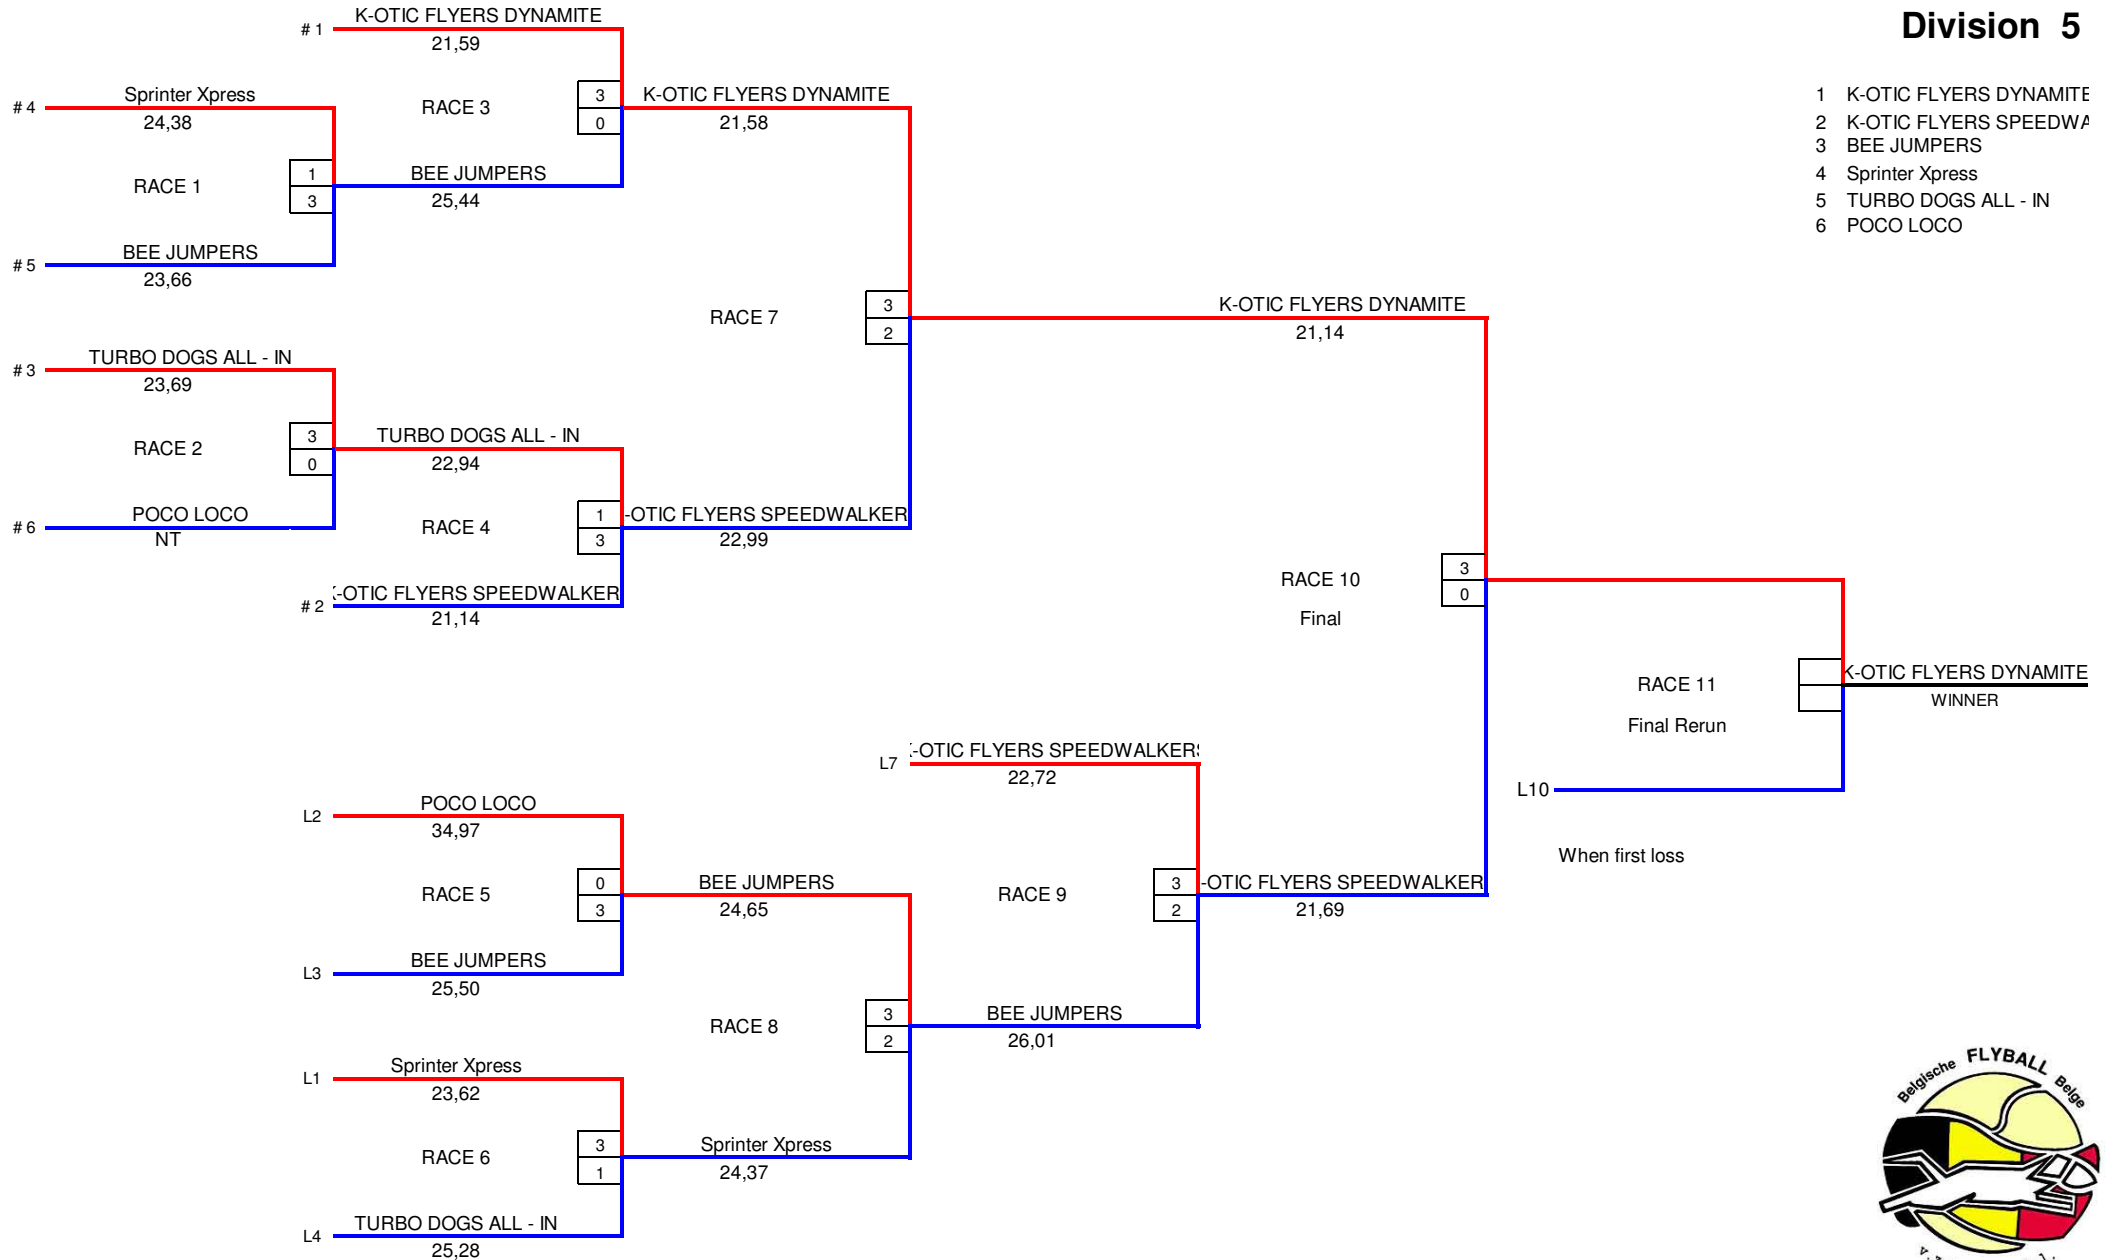 Division 5
1 K-OTIC FLYERS DYNAMITE
2 K-OTIC FLYERS SPEEDWA
3 BEE JUMPERS
4 Sprinter Xpress
5 TURBO DOGS ALL - IN
6 POCO LOCO
K-OTIC FLYERS DYNAMITE
# 1
21,59
Sprinter Xpress
# 4
24,38
RACE 3
3
0
K-OTIC FLYERS DYNAMITE
21,58
RACE 1
1
3
BEE JUMPERS
25,44
BEE JUMPERS
# 5
23,66
RACE 7
3
2
K-OTIC FLYERS DYNAMITE
21,14
TURBO DOGS ALL - IN
# 3
23,69
RACE 2
3
0
TURBO DOGS ALL - IN
22,94
POCO LOCO
# 6
NT
RACE 4
1
3
-OTIC FLYERS SPEEDWALKER
22,99
# 2
K-OTIC FLYERS SPEEDWALKER
21,14
RACE 10
Final
3
0
RACE 11
Final Rerun
K-OTIC FLYERS DYNAMITE
WINNER
L7
K-OTIC FLYERS SPEEDWALKERS
22,72
L10
When first loss
POCO LOCO
L2
34,97
RACE 5
0
3
BEE JUMPERS
24,65
RACE 9
3
2
-OTIC FLYERS SPEEDWALKER
21,69
BEE JUMPERS
L3
25,50
RACE 8
3
2
BEE JUMPERS
26,01
Sprinter Xpress
L1
23,62
RACE 6
3
1
Sprinter Xpress
24,37
TURBO DOGS ALL - IN
L4
25,28
Belgische FLYBALL Belge